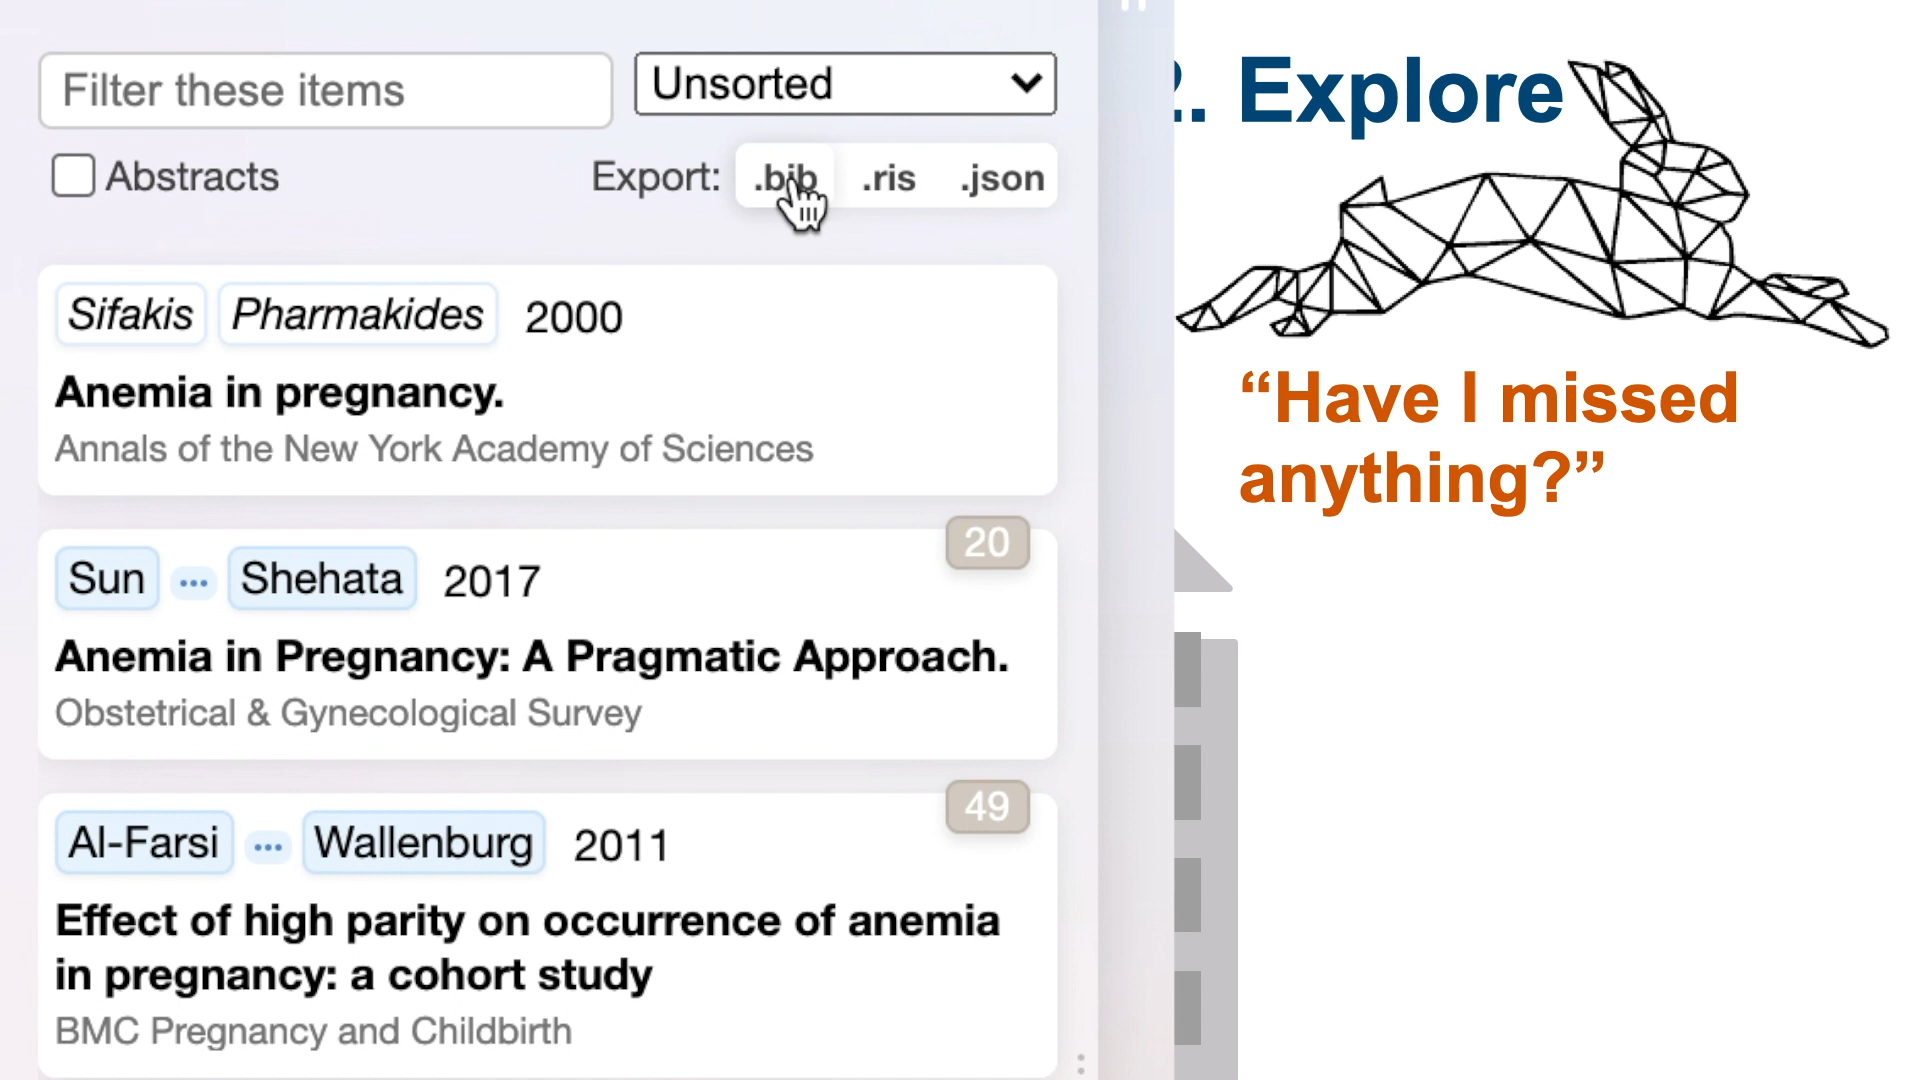 Filter these items
Unsorted
Abstracts
Export: .bib .ris .json
Sifakis Pharmakides 2000
Anemia in pregnancy.
Annals of the New York Academy of Sciences
20
Sun ... Shehata 2017
Anemia in Pregnancy: A Pragmatic Approach.
Obstetrical & Gynecological Survey
49
Al-Farsi ... Wallenburg 2011
Effect of high parity on occurrence of anemia
in pregnancy: a cohort study
BMC Pregnancy and Childbirth
2. Explore
“Have I missed
anything?”